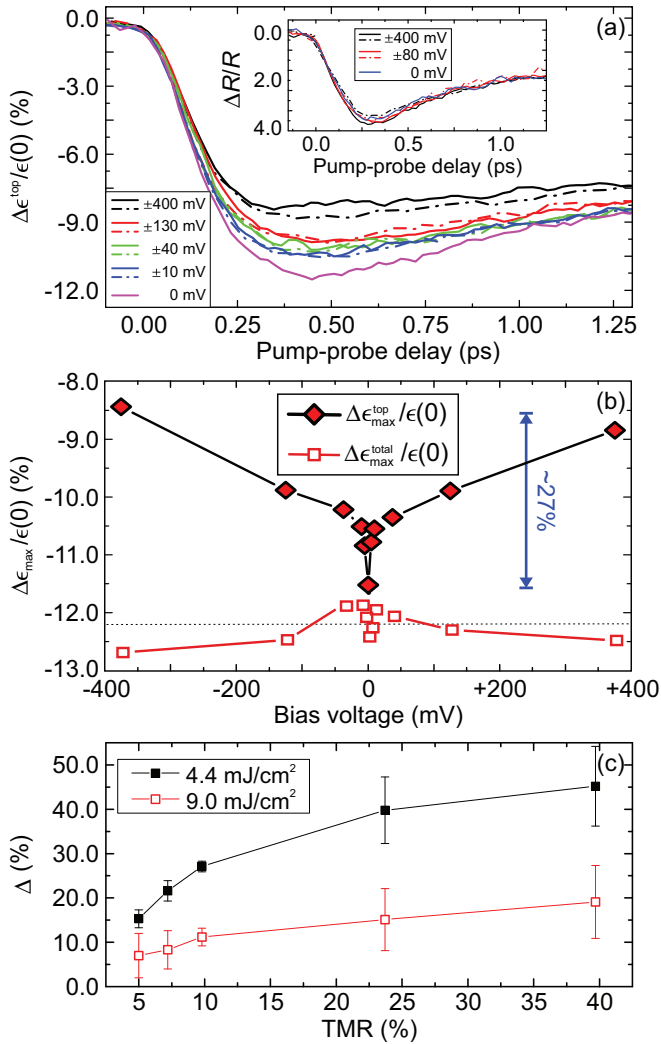 (a)
0.0
-3.0
-6.0
-9.0
-12.0
Δϵ^top/ϵ(0) (%)
0.00 0.25 0.50 0.75 1.00 1.25
Pump-probe delay (ps)
±400 mV
±130 mV
±40 mV
±10 mV
0 mV
0.0
2.0
4.0
ΔR/R
0.0 0.5 1.0
Pump-probe delay (ps)
±400 mV
±80 mV
0 mV
(b)
-8.0
-9.0
-10.0
-11.0
-12.0
-13.0
Δϵ_max/ϵ(0) (%)
Δϵ^top_max/ϵ(0)
Δϵ^total_max/ϵ(0)
~27%
-400 -200 0 +200 +400
Bias voltage (mV)
(c)
50.0
40.0
30.0
20.0
10.0
0.0
Δ (%)
4.4 mJ/cm²
9.0 mJ/cm²
5 10 15 20 25 30 35 40
TMR (%)